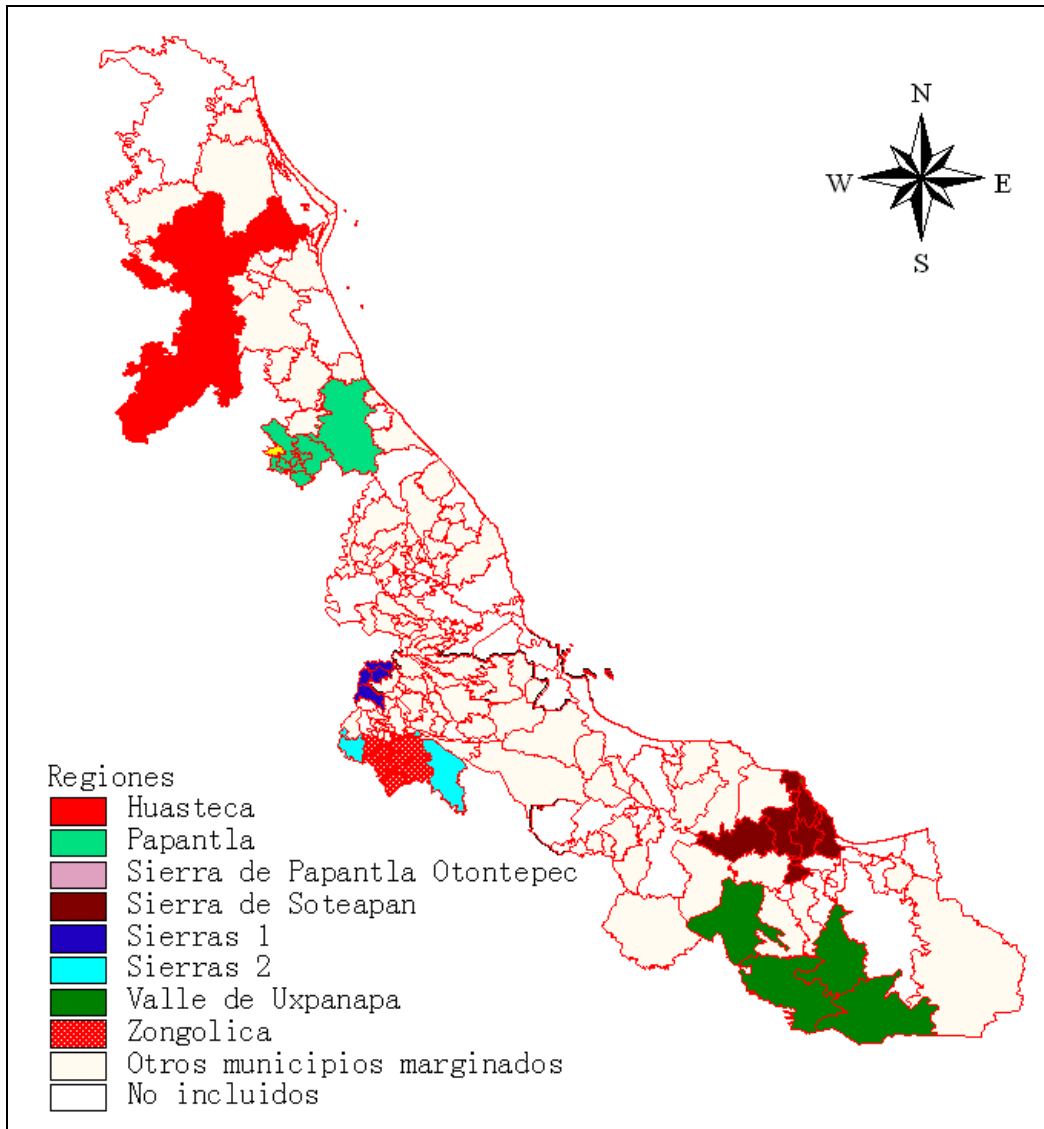 N
W E
S
Regiones
Huasteca
Papantla
Sierra de Papantla Otontepec
Sierra de Soteapan
Sierras 1
Sierras 2
Valle de Uxpanapa
Zongolica
Otros municipios marginados
No incluidos